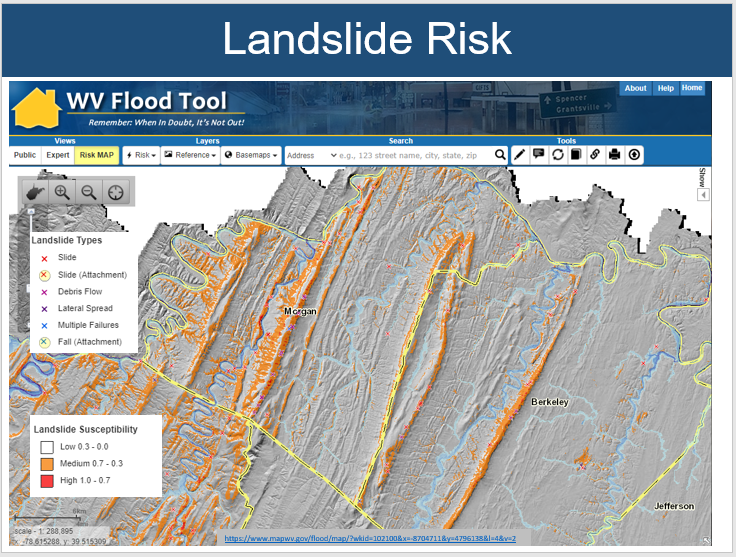 Landslide Risk
WV Flood Tool
Remember: When In Doubt, It's Not Out!
GIFTS
Spencer
Grantsville
About Help Home
Views Layers Search Tools
Public Expert Risk MAP Risk Reference Basemaps Address e.g., 123 street name, city, state, zip
Show
Landslide Types
Slide
Slide (Attachment)
Debris Flow
Lateral Spread
Multiple Failures
Fall (Attachment)
Morgan
Berkeley
Jefferson
Landslide Susceptibility
Low 0.3 - 0.0
Medium 0.7 - 0.3
High 1.0 - 0.7
6km
scale - 1: 288,895
x: -78.615288, y: 39.515309
https://www.mapwv.gov/flood/map/?wkid=102100&x=-8704711&y=4796138&l=4&v=2